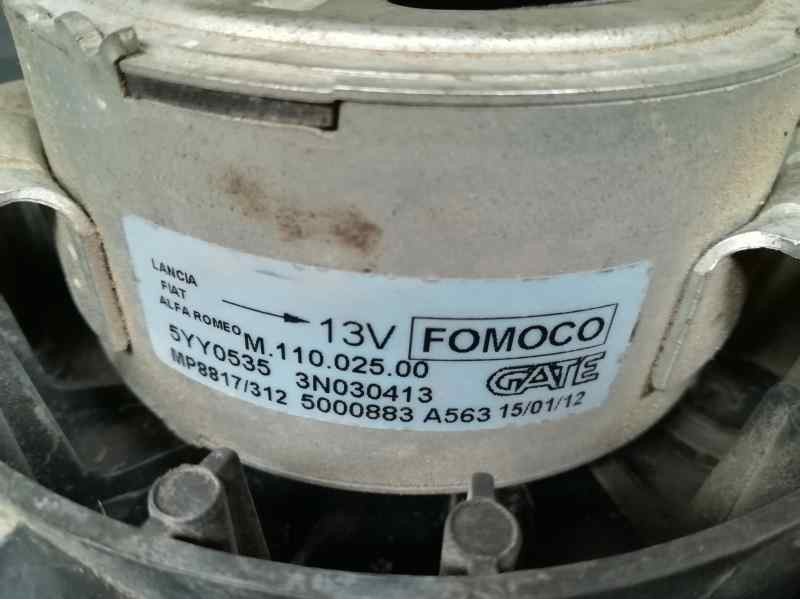 LANCIA
FIAT
ALFA ROMEO
13V FOMOCO
M.110.025.00
5YY0535 3N030413 GATE
MP8817/312 5000883 A563 15/01/12